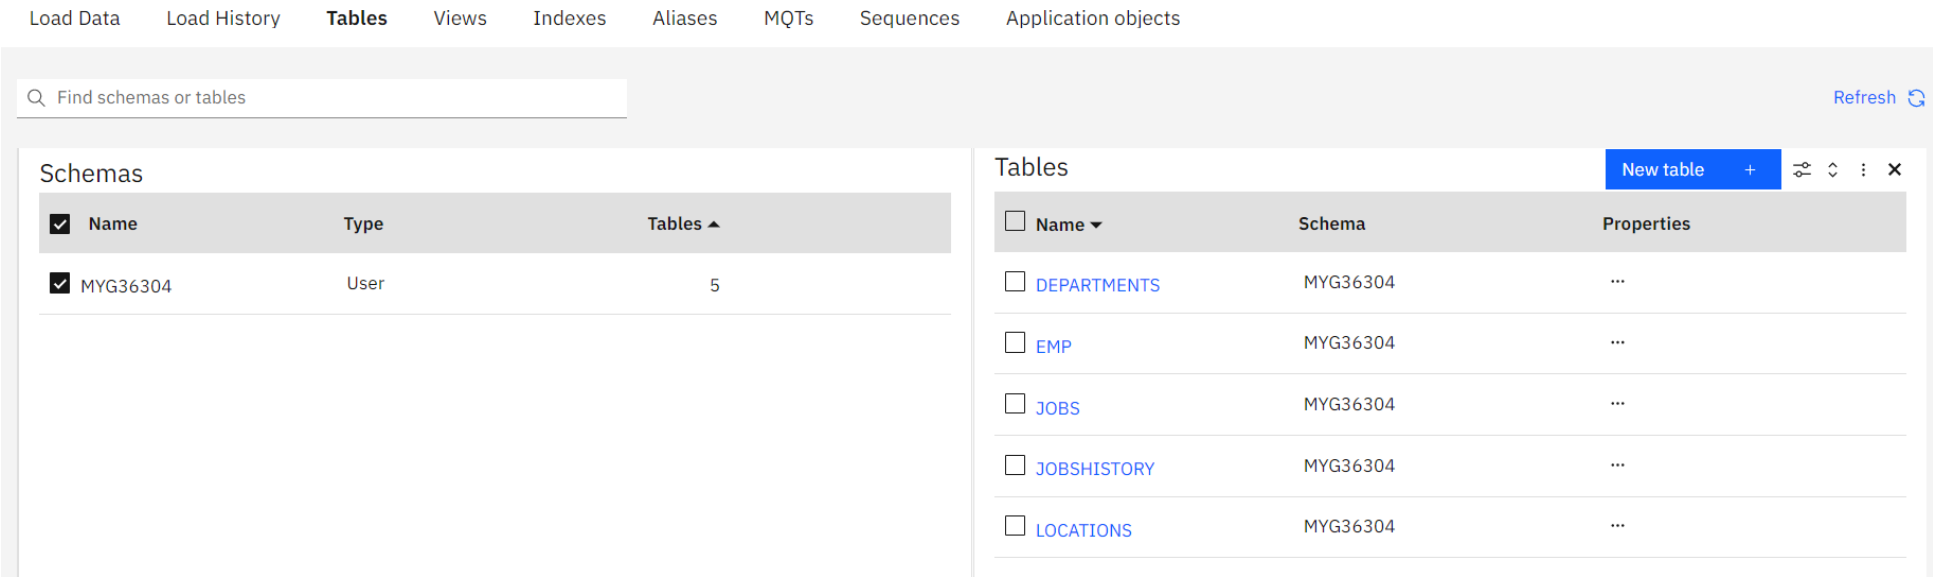 Load Data Load History Tables Views Indexes Aliases MQTs Sequences Application objects
Find schemas or tables
Refresh
Schemas
Name Type Tables
MYG36304 User 5
Tables
New table +
Name Schema Properties
DEPARTMENTS MYG36304 ...
EMP MYG36304 ...
JOBS MYG36304 ...
JOBSHISTORY MYG36304 ...
LOCATIONS MYG36304 ...